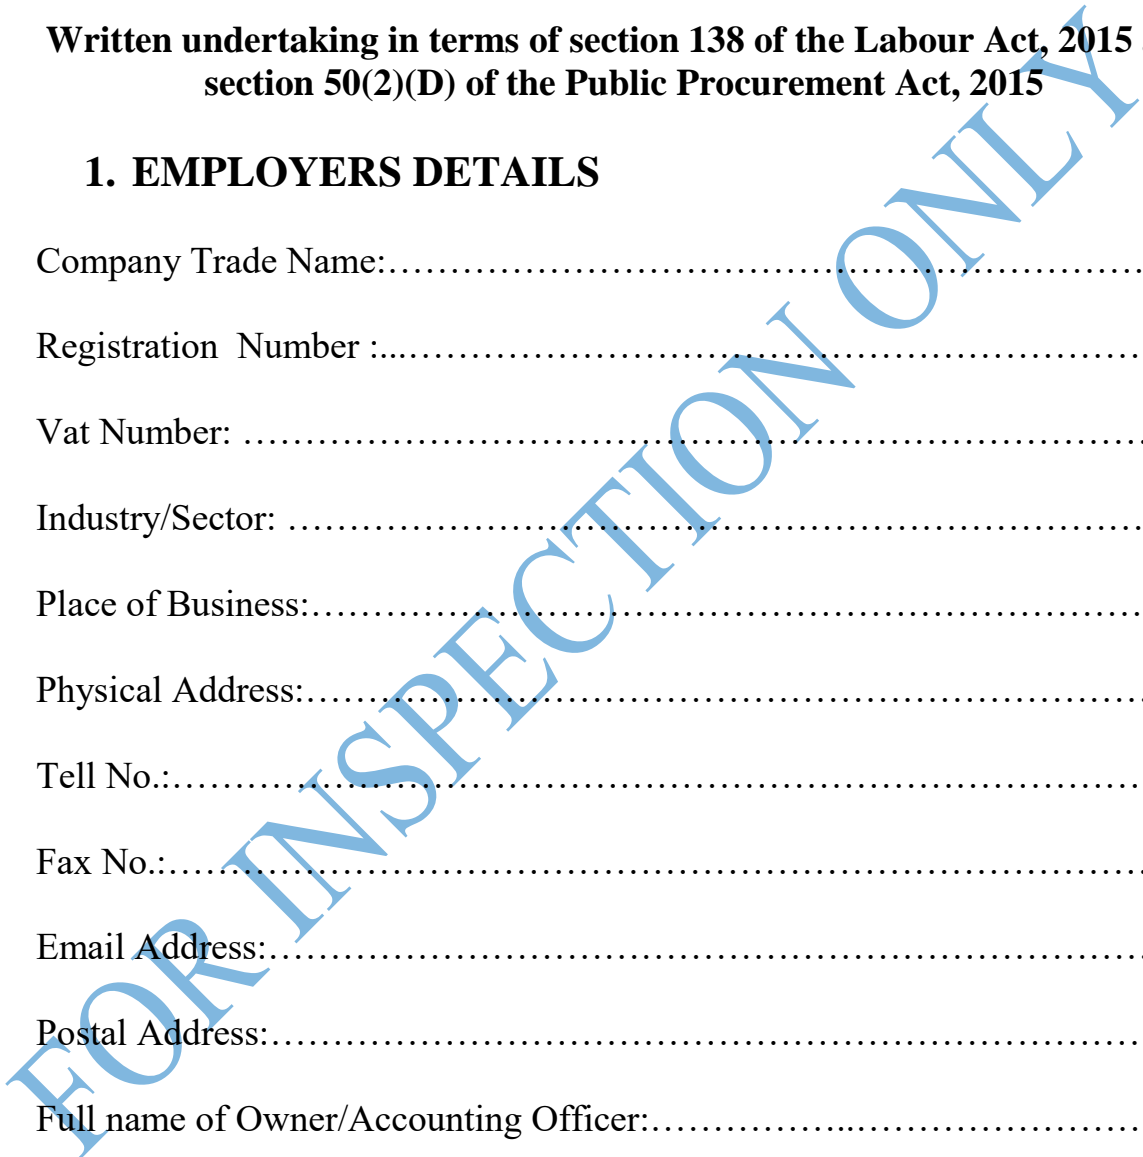 Written undertaking in terms of section 138 of the Labour Act, 2015
section 50(2)(D) of the Public Procurement Act, 2015
1. EMPLOYERS DETAILS
Company Trade Name:……………………………………………………
Registration  Number :...……………………………………………………
Vat Number: ………………………………………………………………
Industry/Sector: ……………………………………………………………
Place of Business:…………………………………………………………
Physical Address:…………………………………………………………
Tell No.:……………………………………………………………………
Fax No.:……………………………………………………………………
Email Address:……………………………………………………………
Postal Address:……………………………………………………………
Full name of Owner/Accounting Officer:……………..……………………
FOR INSPECTION ONLY